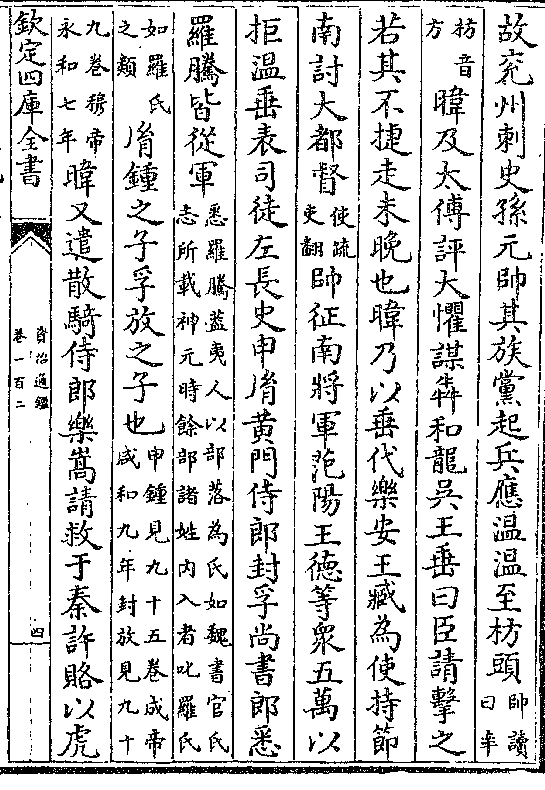 故兖州刺史孫元帥其族黨起兵應温温至枋頭帥讀曰率
枋音方暐及太傅評大懼謀奔和龍吳王垂曰臣請擊之
若其不捷走未晩也暐乃以垂代樂安王臧為使持節
南討大都督使疏吏翻帥征南將軍范陽王德等衆五萬以
拒温垂表司徒左長史申胤黄門侍郎封孚尚書郎悉
羅騰皆從軍悉羅騰蓋夷人以部落為氏如魏書官氏志所載神元時餘部諸姓内入者叱羅氏
如羅氏之類胤鍾之子孚放之子也申鍾見九十五卷成帝咸和九年封放見九十
九卷穆帝永和七年暐又遣散騎侍郎樂嵩請救于秦許賂以虎
欽定四庫全書
資治通鑑
卷一百二
四